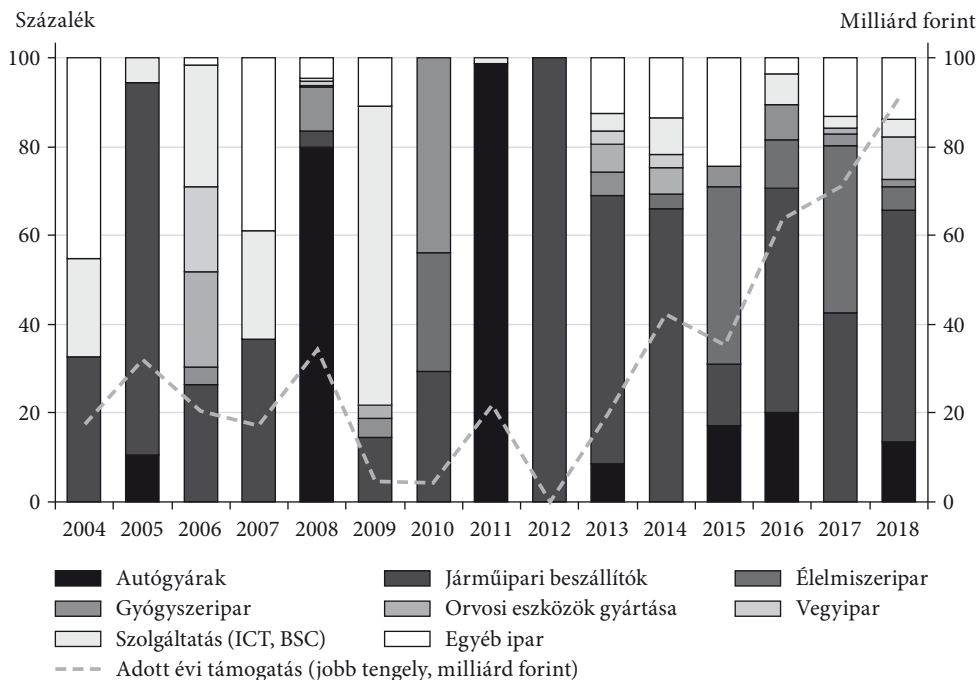 Százalék Milliárd forint
100 100
80 80
60 60
40 40
20 20
0 0
2004 2005 2006 2007 2008 2009 2010 2011 2012 2013 2014 2015 2016 2017 2018
Autógyárak Járműipari beszállítók Élelmiszeripar
Gyógyszeripar Orvosi eszközök gyártása Vegyipar
Szolgáltatás (ICT, BSC) Egyéb ipar
Adott évi támogatás (jobb tengely, milliárd forint)